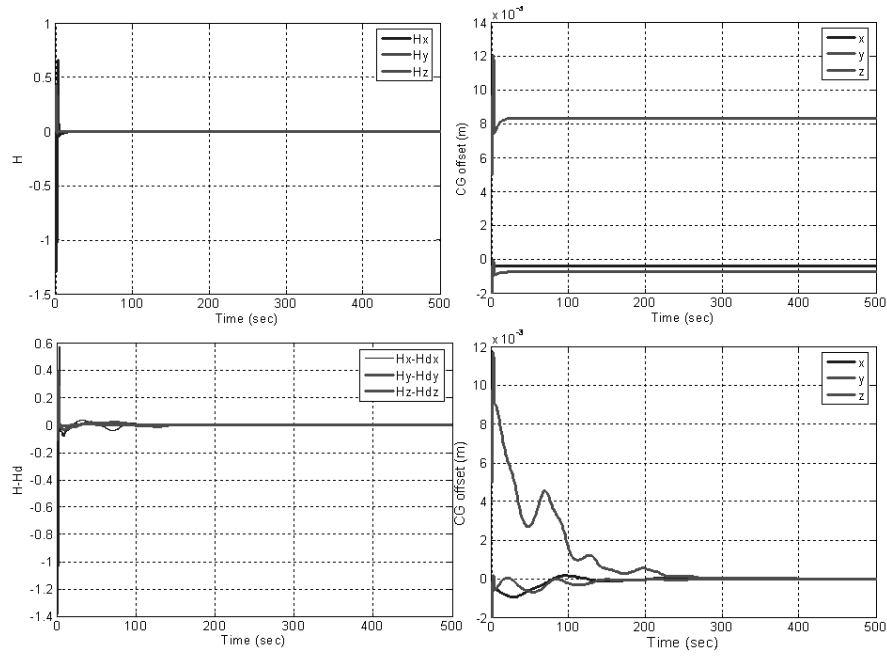 1
0.5
0
-0.5
-1
-1.5
0
100
200
300
400
500
H
Time (sec)
Hx
Hy
Hz
x 10⁻³
14
12
10
8
6
4
2
0
-2
0
100
200
300
400
500
CG offset (m)
Time (sec)
x
y
z
0.6
0.4
0.2
0
-0.2
-0.4
-0.6
-0.8
-1
-1.2
-1.4
0
100
200
300
400
500
H-Hd
Time (sec)
Hx-Hdx
Hy-Hdy
Hz-Hdz
x 10⁻³
12
10
8
6
4
2
0
-2
0
100
200
300
400
500
CG offset (m)
Time (sec)
x
y
z